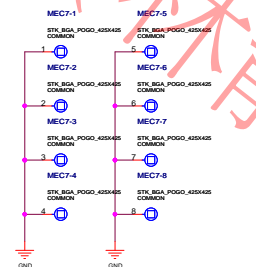 MEC7-1
STK_BGA_POGO_425X425
COMMON
1
MEC7-2
STK_BGA_POGO_425X425
COMMON
2
MEC7-3
STK_BGA_POGO_425X425
COMMON
3
MEC7-4
STK_BGA_POGO_425X425
COMMON
4
GND
MEC7-5
STK_BGA_POGO_425X425
COMMON
5
MEC7-6
STK_BGA_POGO_425X425
COMMON
6
MEC7-7
STK_BGA_POGO_425X425
COMMON
7
MEC7-8
STK_BGA_POGO_425X425
COMMON
8
GND